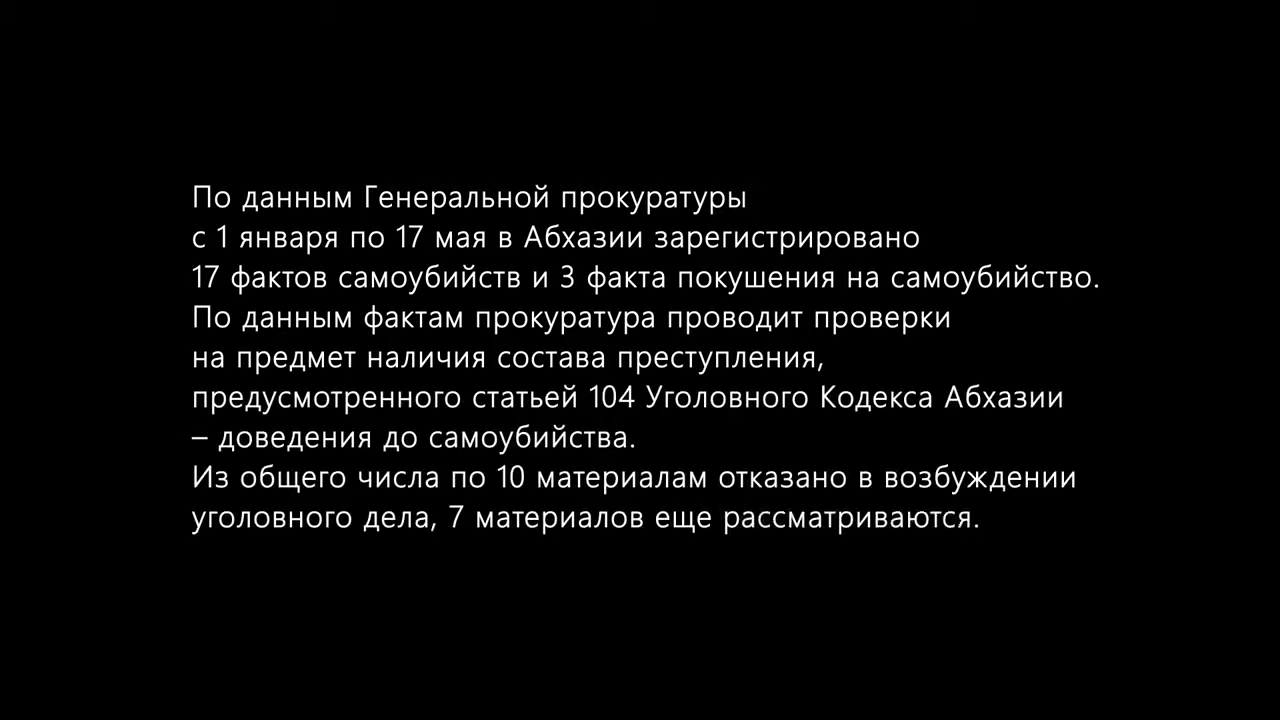 По данным Генеральной прокуратуры
с 1 января по 17 мая в Абхазии зарегистрировано
17 фактов самоубийств и 3 факта покушения на самоубийство.
По данным фактам прокуратура проводит проверки
на предмет наличия состава преступления,
предусмотренного статьей 104 Уголовного Кодекса Абхазии
– доведения до самоубийства.
Из общего числа по 10 материалам отказано в возбуждении
уголовного дела, 7 материалов еще рассматриваются.